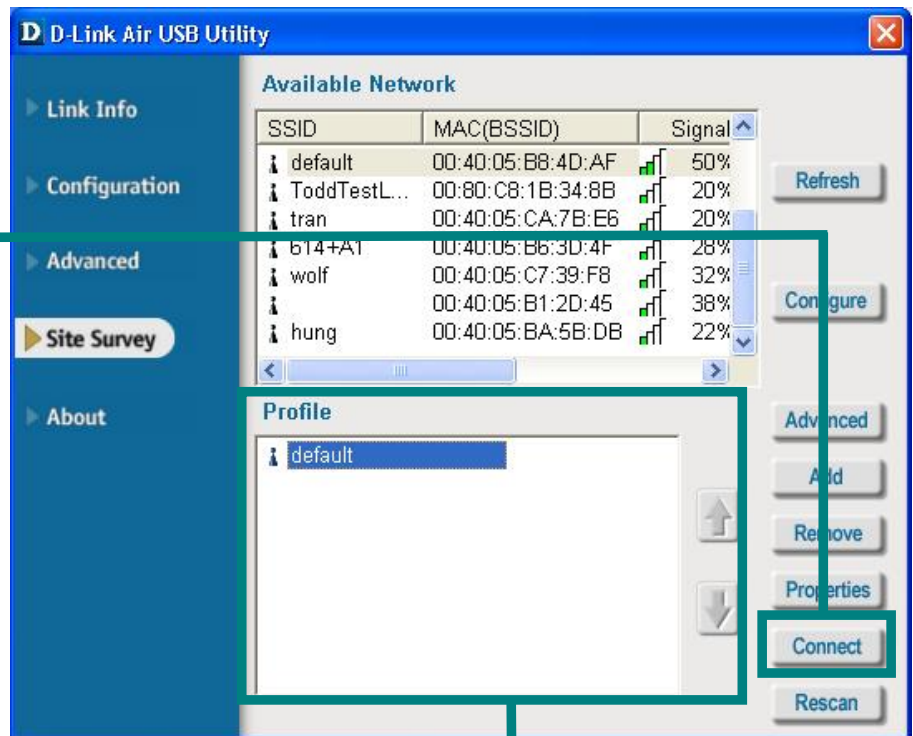 D D-Link Air USB Utility
Link Info
Configuration
Advanced
Site Survey
About
Available Network
SSID MAC(BSSID) Signal
default 00:40:05:B8:4D:AF 50%
ToddTestL... 00:80:C8:1B:34:8B 20%
tran 00:40:05:CA:7B:E6 20%
614+A1 00:40:05:B6:3D:4F 28%
wolf 00:40:05:C7:39:F8 32%
00:40:05:B1:2D:45 38%
hung 00:40:05:BA:5B:DB 22%
Refresh
Configure
Profile
default
Advanced
Add
Remove
Properties
Connect
Rescan